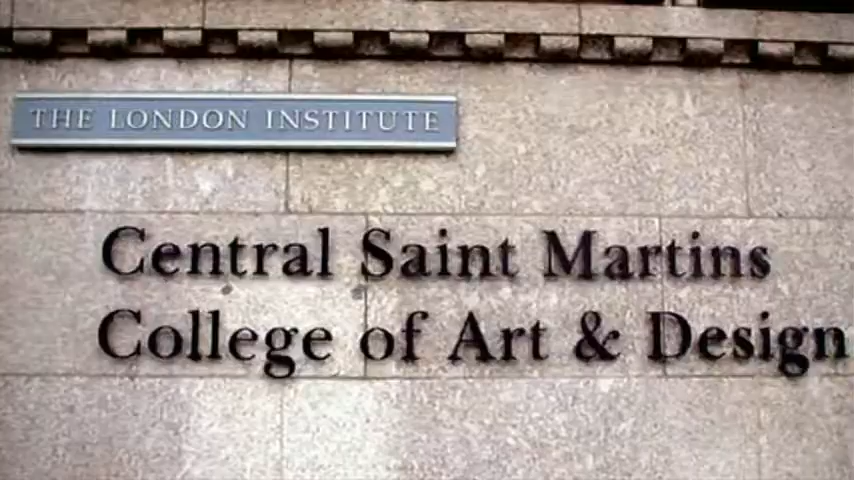 THE LONDON INSTITUTE
Central Saint Martins
College of Art & Design